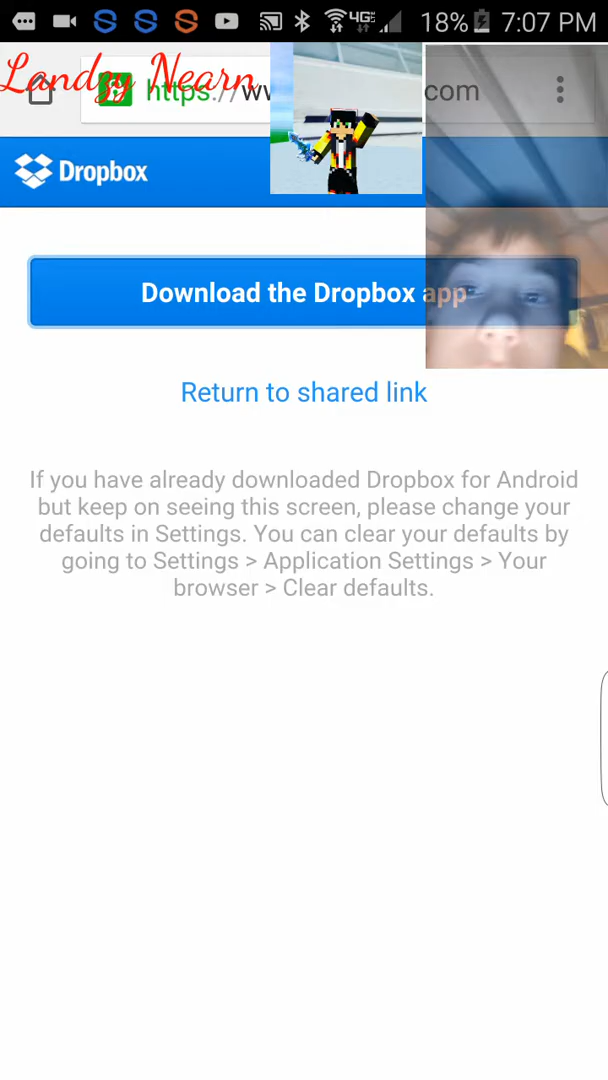 18% 7:07 PM
4G
Landzy Nearn
https://w com
Dropbox
Download the Dropbox app
Return to shared link
If you have already downloaded Dropbox for Android
but keep on seeing this screen, please change your
defaults in Settings. You can clear your defaults by
going to Settings > Application Settings > Your
browser > Clear defaults.